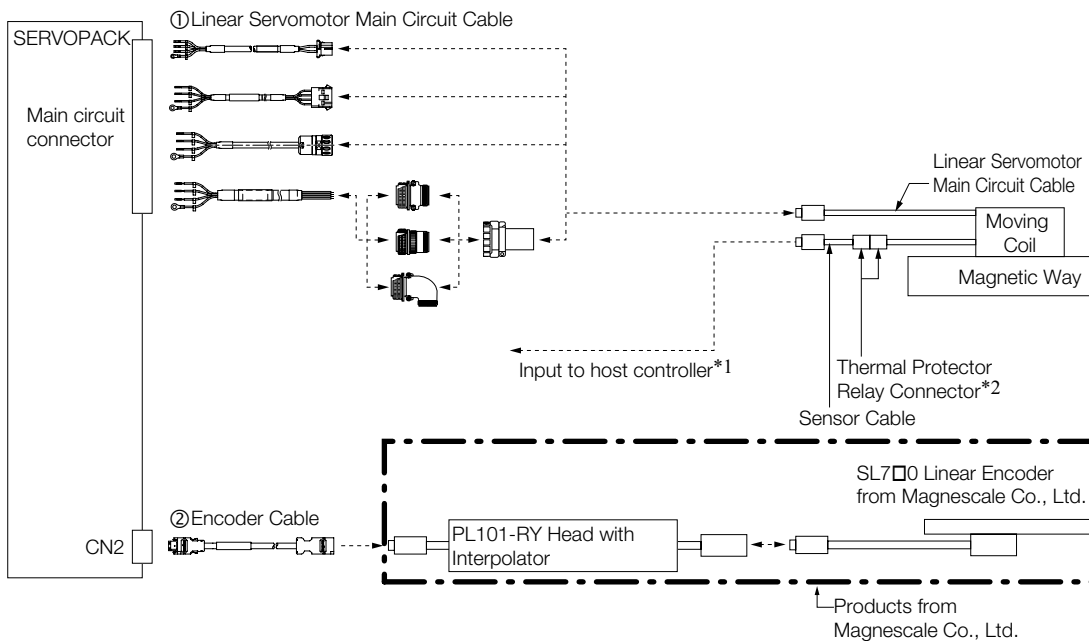 ①Linear Servomotor Main Circuit Cable
SERVOPACK
Main circuit
connector
Linear Servomotor
Main Circuit Cable
Moving
Coil
Magnetic Way
Input to host controller*1
Thermal Protector
Relay Connector*2
Sensor Cable
SL7□0 Linear Encoder
from Magnescale Co., Ltd.
②Encoder Cable
CN2
PL101-RY Head with
Interpolator
Products from
Magnescale Co., Ltd.